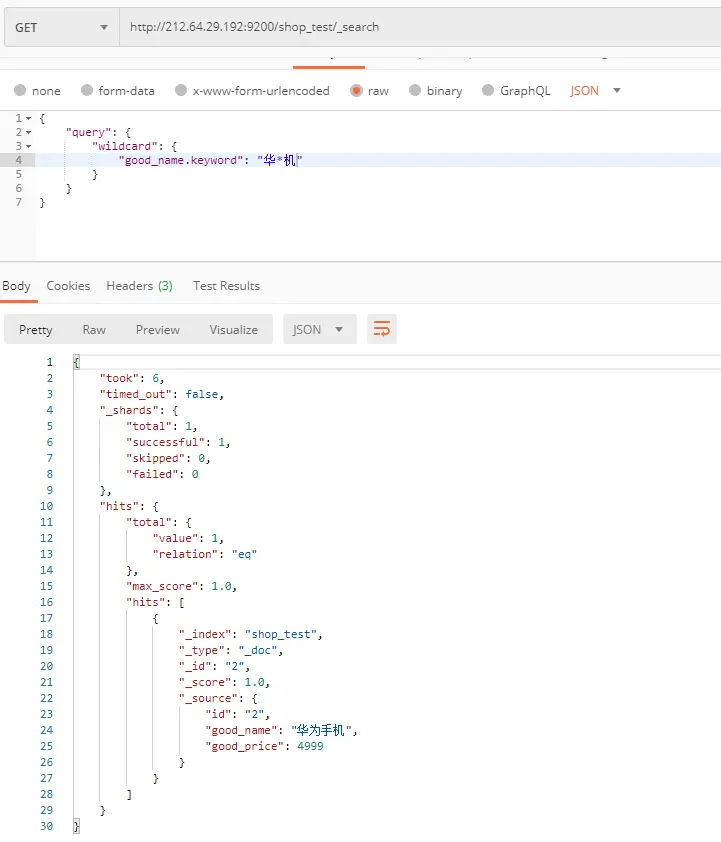 GET http://212.64.29.192:9200/shop_test/_search
none form-data x-www-form-urlencoded raw binary GraphQL JSON
1 {
2 "query": {
3 "wildcard": {
4 "good_name.keyword": "华*机"
5 }
6 }
7 }
Body Cookies Headers (3) Test Results
Pretty Raw Preview Visualize JSON
1 {
2 "took": 6,
3 "timed_out": false,
4 "_shards": {
5 "total": 1,
6 "successful": 1,
7 "skipped": 0,
8 "failed": 0
9 },
10 "hits": {
11 "total": {
12 "value": 1,
13 "relation": "eq"
14 },
15 "max_score": 1.0,
16 "hits": [
17 {
18 "_index": "shop_test",
19 "_type": "_doc",
20 "_id": "2",
21 "_score": 1.0,
22 "_source": {
23 "id": "2",
24 "good_name": "华为手机",
25 "good_price": 4999
26 }
27 }
28 ]
29 }
30 }